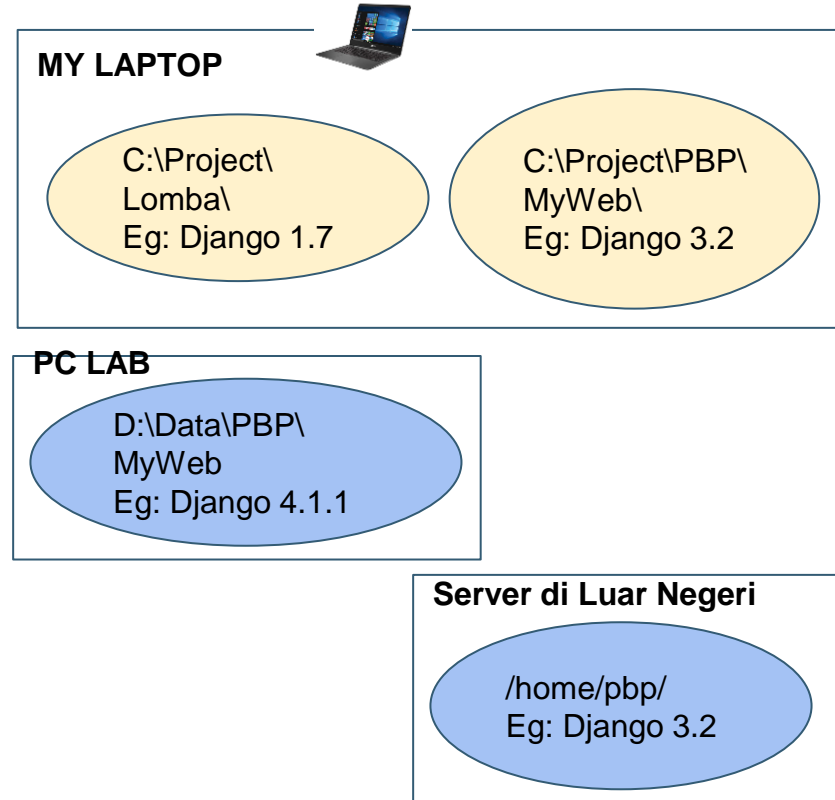 MY LAPTOP
C:\Project\
Lomba\
Eg: Django 1.7
C:\Project\PBP\
MyWeb\
Eg: Django 3.2
PC LAB
D:\Data\PBP\
MyWeb
Eg: Django 4.1.1
Server di Luar Negeri
/home/pbp/
Eg: Django 3.2